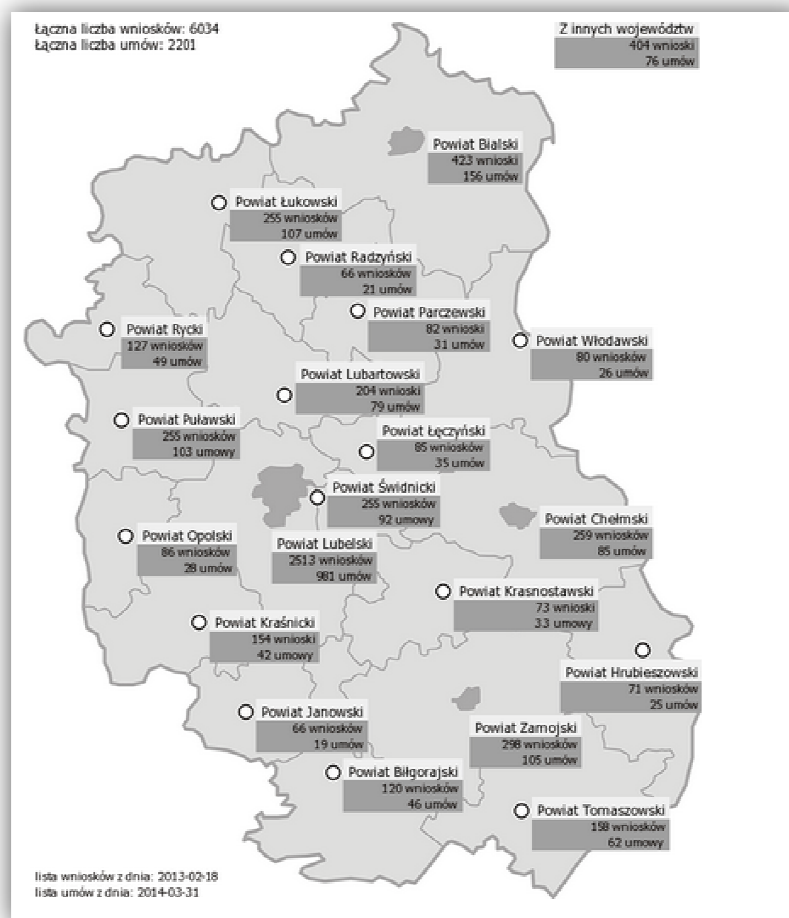 Łączna liczba wniosków: 6034
Łączna liczba umów: 2201
Z innych województw
404 wnioski
76 umów
Powiat Bialski
423 wnioski
156 umów
Powiat Łukowski
255 wniosków
107 umów
Powiat Radzyński
66 wniosków
21 umów
Powiat Parczewski
82 wnioski
31 umów
Powiat Rycki
127 wniosków
49 umów
Powiat Włodawski
80 wniosków
26 umów
Powiat Lubartowski
204 wnioski
79 umów
Powiat Puławski
255 wniosków
103 umowy
Powiat Łęczyński
85 wniosków
35 umów
Powiat Świdnicki
255 wniosków
92 umowy
Powiat Chełmski
259 wniosków
85 umów
Powiat Opolski
86 wniosków
28 umów
Powiat Lubelski
2513 wniosków
981 umów
Powiat Krasnostawski
73 wnioski
33 umowy
Powiat Kraśnicki
154 wnioski
42 umowy
Powiat Hrubieszowski
71 wniosków
25 umów
Powiat Janowski
66 wniosków
19 umów
Powiat Zamojski
298 wniosków
105 umów
Powiat Biłgorajski
120 wniosków
46 umów
Powiat Tomaszowski
158 wniosków
62 umowy
lista wniosków z dnia: 2013-02-18
lista umów z dnia: 2014-03-31